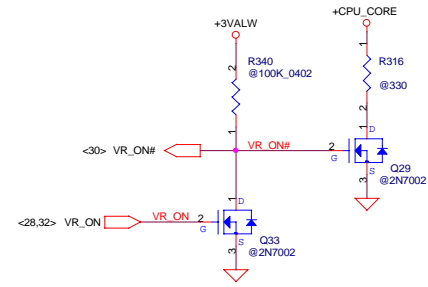 +3VALW
+CPU_CORE
2
R340
@100K_0402
1
1
R316
@330
2
<30> VR_ON#
VR_ON#
2
G
1
D
S
3
Q29
@2N7002
<28,32> VR_ON
VR_ON
2
G
1
D
S
3
Q33
@2N7002